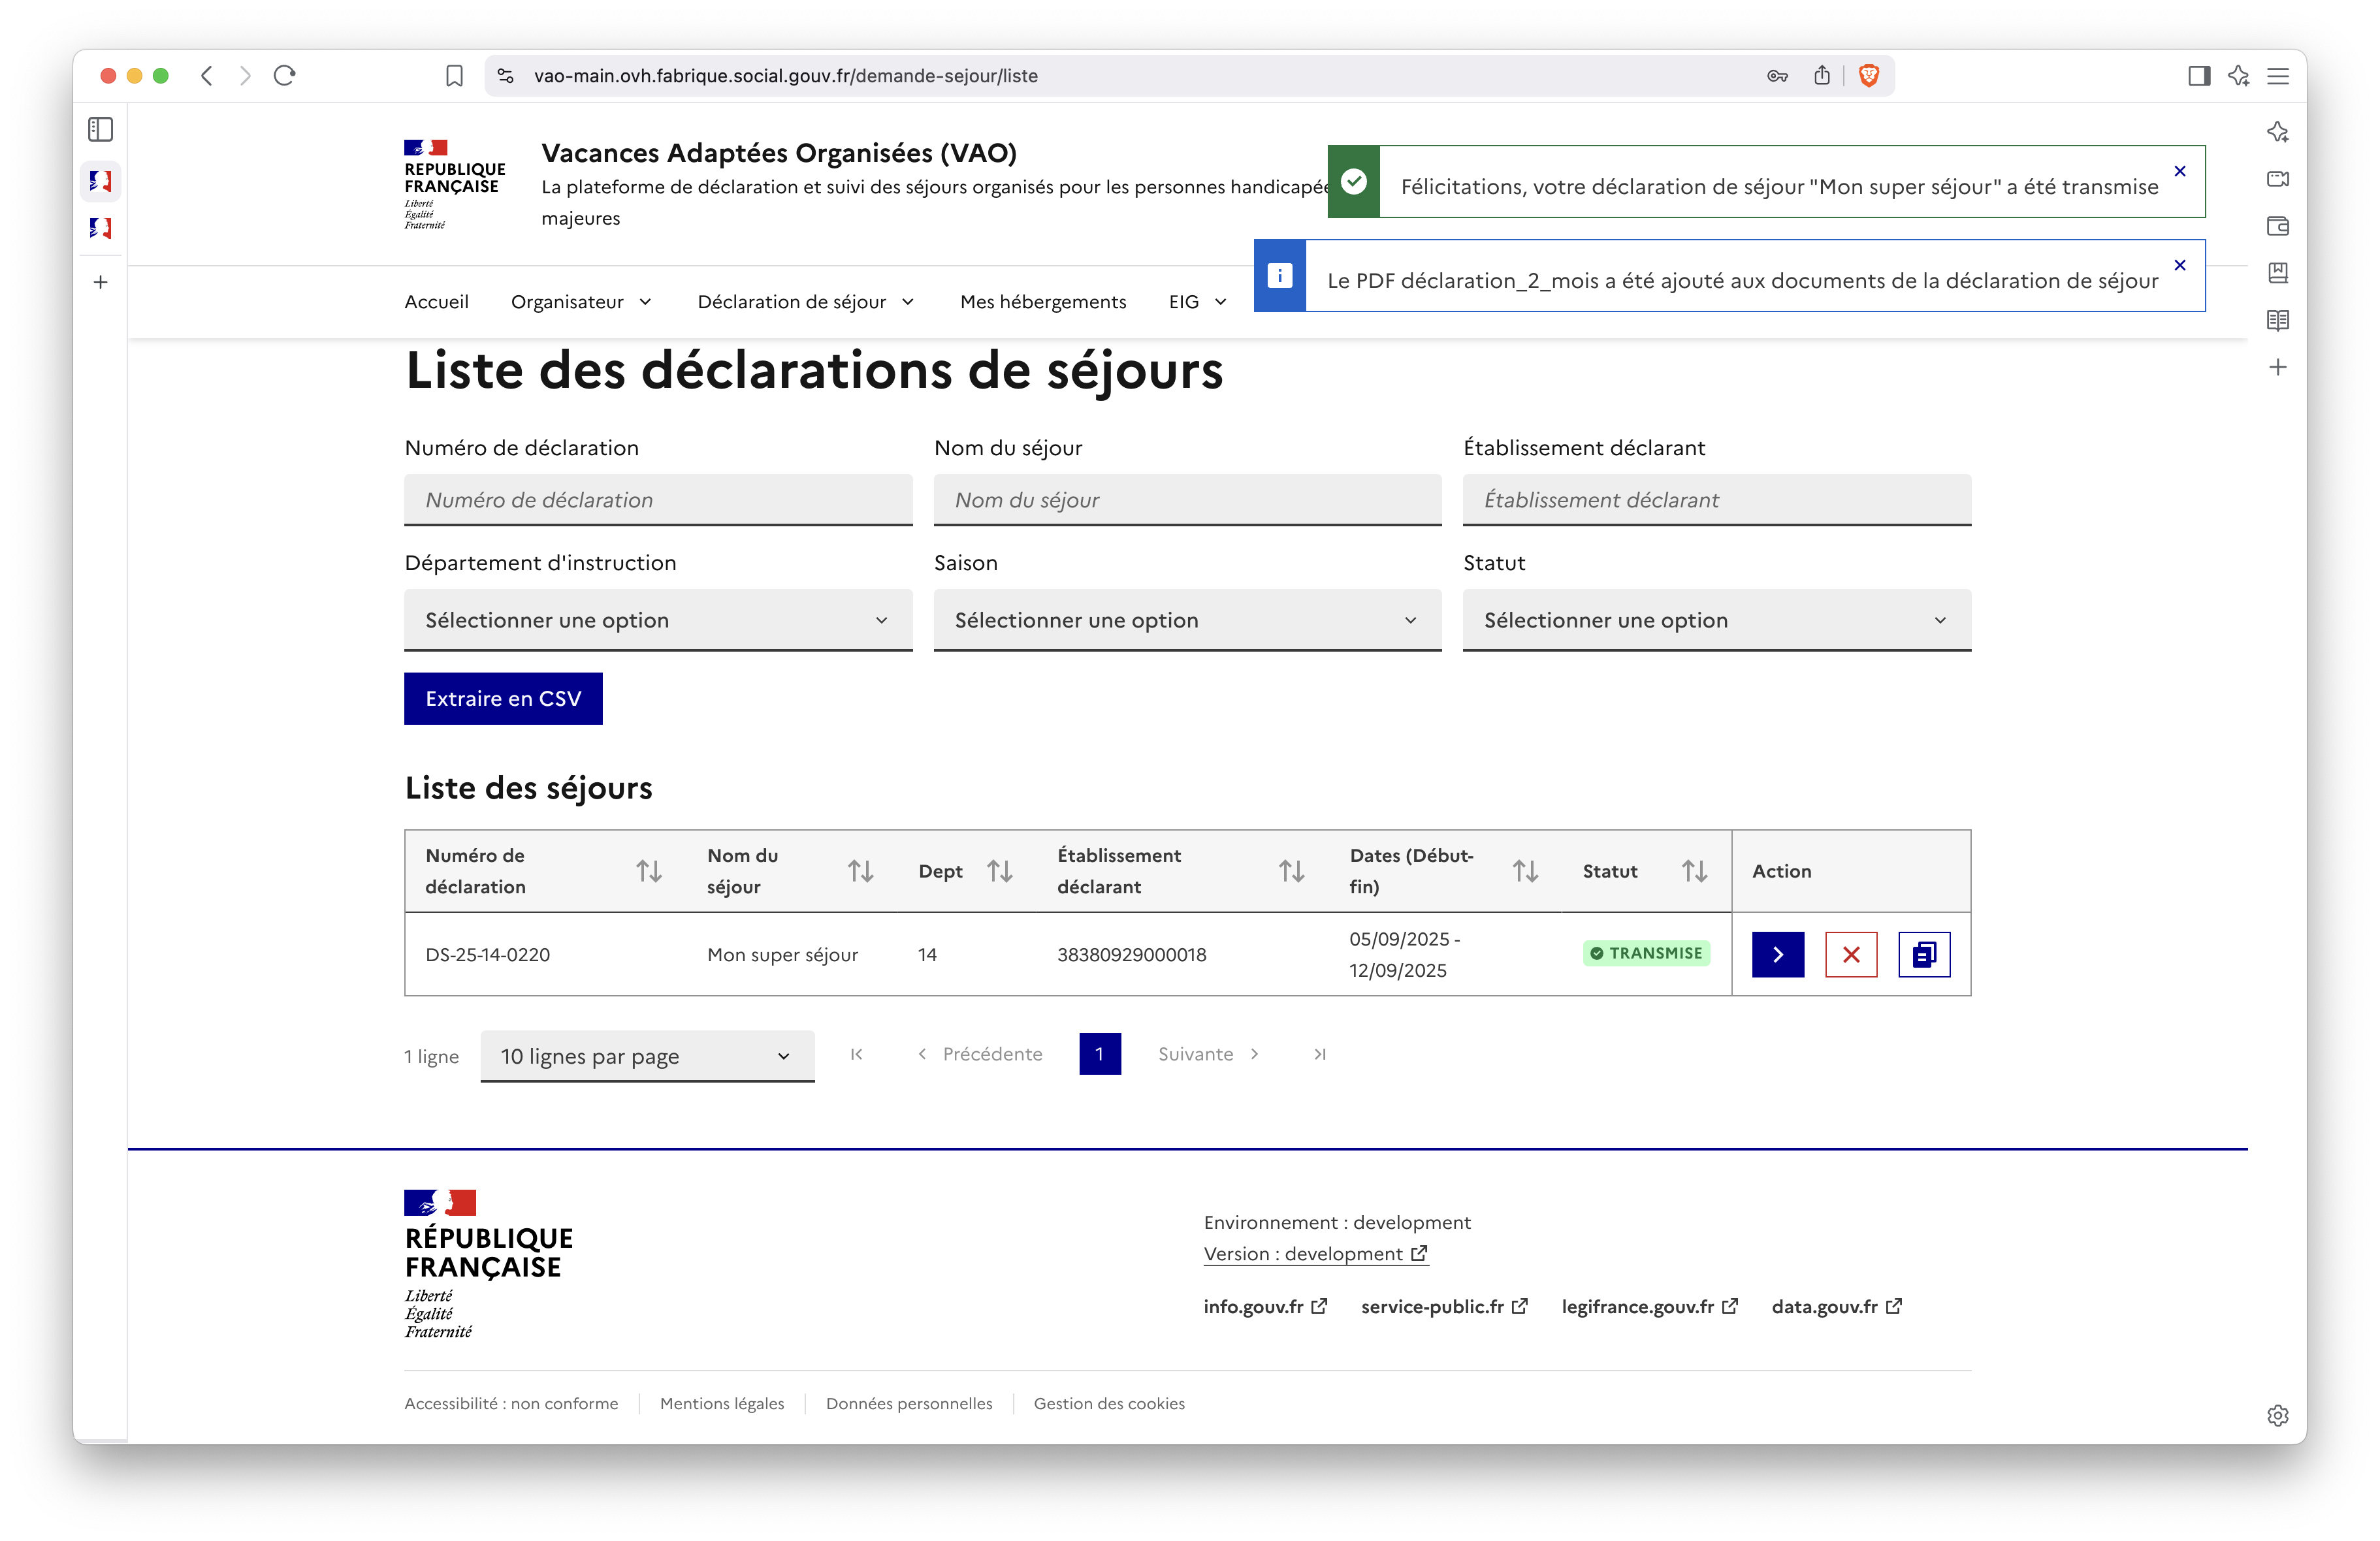 vao-main.ovh.fabrique.social.gouv.fr/demande-sejour/liste
RÉPUBLIQUE
FRANÇAISE
Liberté
Égalité
Fraternité
Vacances Adaptées Organisées (VAO)
La plateforme de déclaration et suivi des séjours organisés pour les personnes
majeures
Félicitations, votre déclaration de séjour "Mon super séjour" a été transmise
Le PDF déclaration_2_mois a été ajouté aux documents de la déclaration de séjour
Accueil
Organisateur
Déclaration de séjour
Mes hébergements
EIG
Liste des déclarations de séjours
Numéro de déclaration
Nom du séjour
Établissement déclarant
Numéro de déclaration
Nom du séjour
Établissement déclarant
Département d'instruction
Saison
Statut
Sélectionner une option
Sélectionner une option
Sélectionner une option
Extraire en CSV
Liste des séjours
Numéro de
déclaration
Nom du
séjour
Dept
Établissement
déclarant
Dates (Début-
fin)
Statut
Action
DS-25-14-0220
Mon super séjour
14
38380929000018
05/09/2025 -
12/09/2025
TRANSMISE
1 ligne
10 lignes par page
Précédente
1
Suivante
RÉPUBLIQUE
FRANÇAISE
Liberté
Égalité
Fraternité
Environnement : development
Version : development
info.gouv.fr
service-public.fr
legifrance.gouv.fr
data.gouv.fr
Accessibilité : non conforme
Mentions légales
Données personnelles
Gestion des cookies